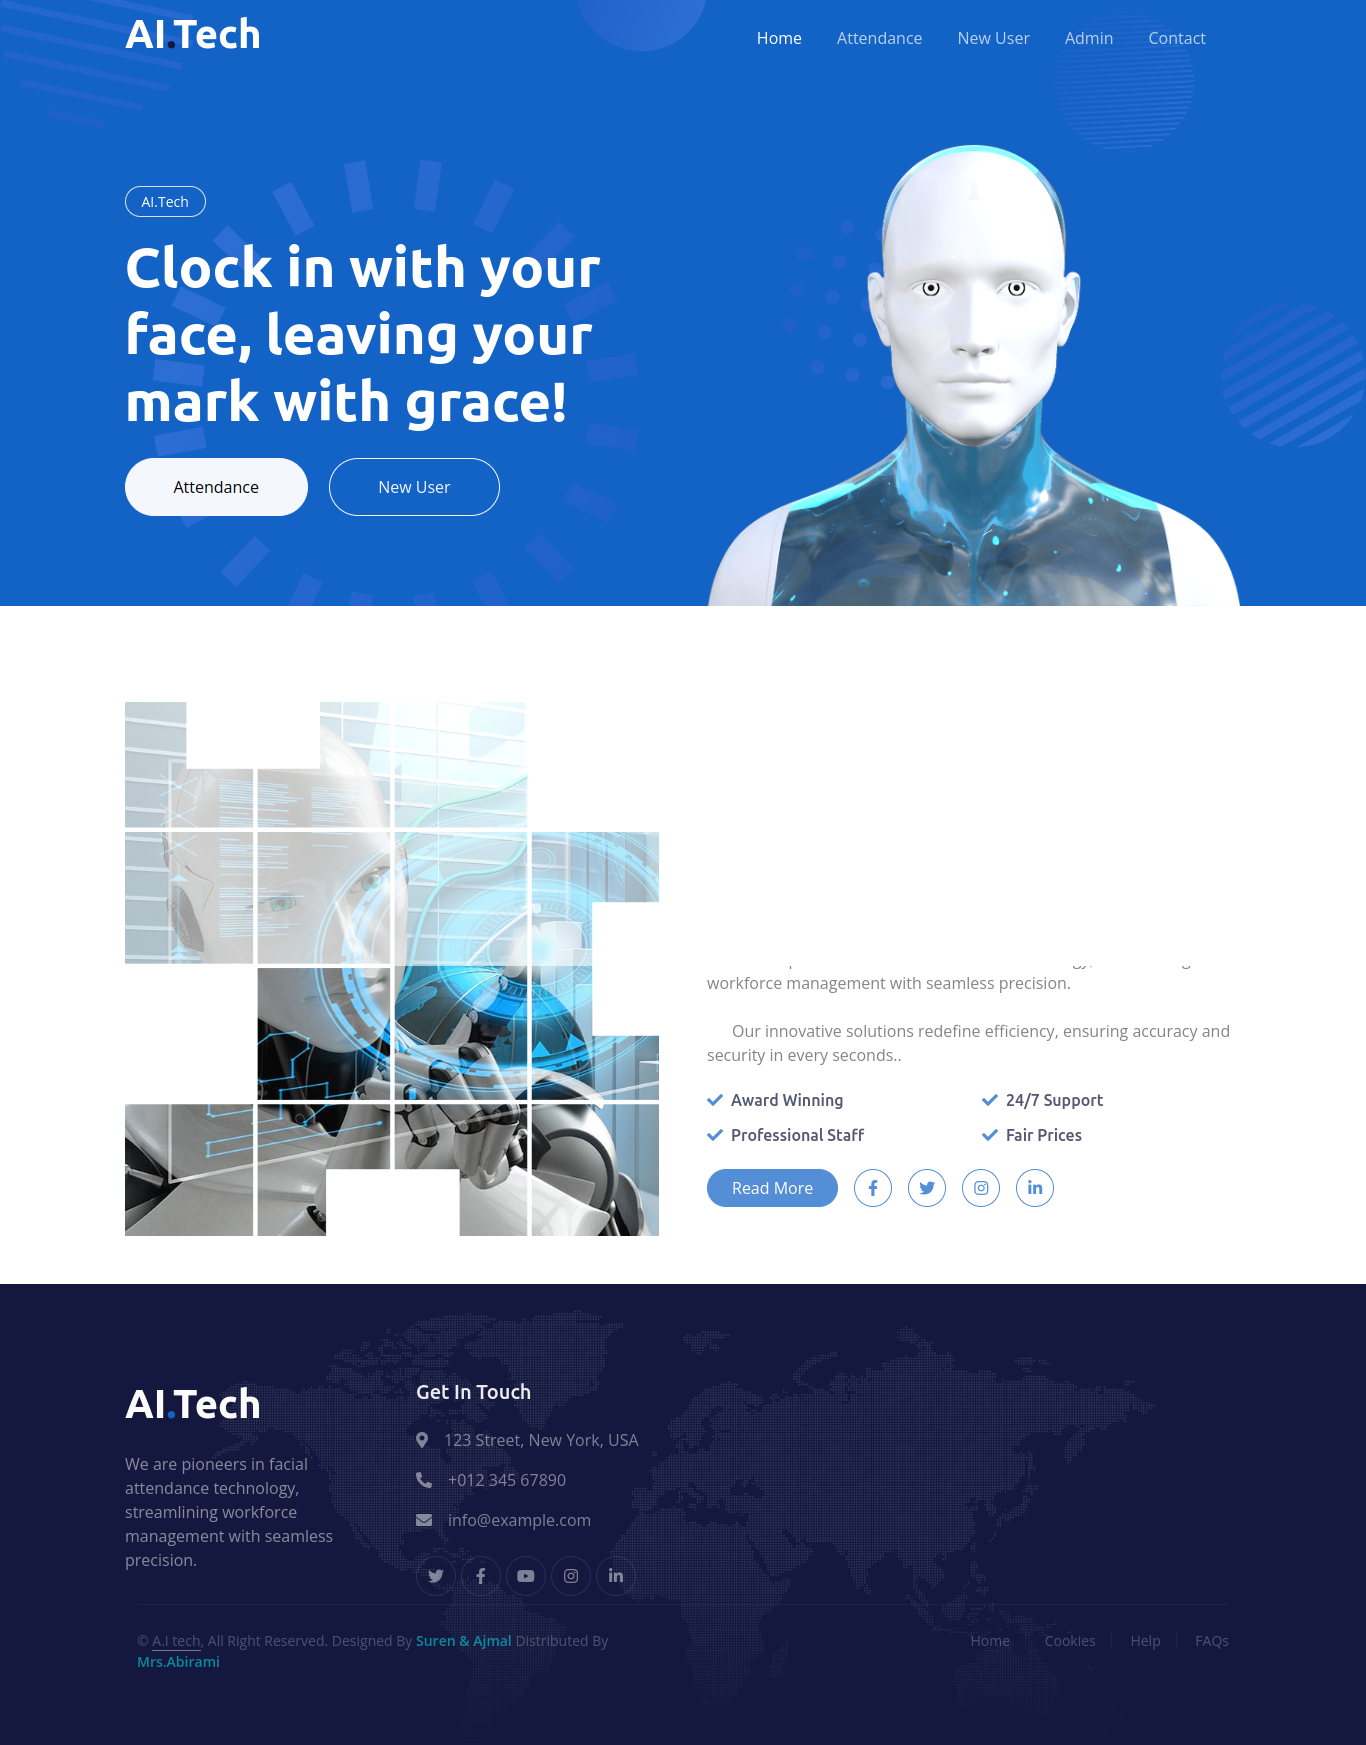 AI.Tech
Home Attendance New User Admin Contact
AI.Tech
Clock in with your
face, leaving your
mark with grace!
Attendance New User
workforce management with seamless precision.
Our innovative solutions redefine efficiency, ensuring accuracy and
security in every seconds..
Award Winning 24/7 Support
Professional Staff Fair Prices
Read More
AI.Tech
We are pioneers in facial
attendance technology,
streamlining workforce
management with seamless
precision.
Get In Touch
123 Street, New York, USA
+012 345 67890
info@example.com
© A.I tech, All Right Reserved. Designed By Suren & Ajmal Distributed By
Mrs.Abirami
Home Cookies Help FAQs